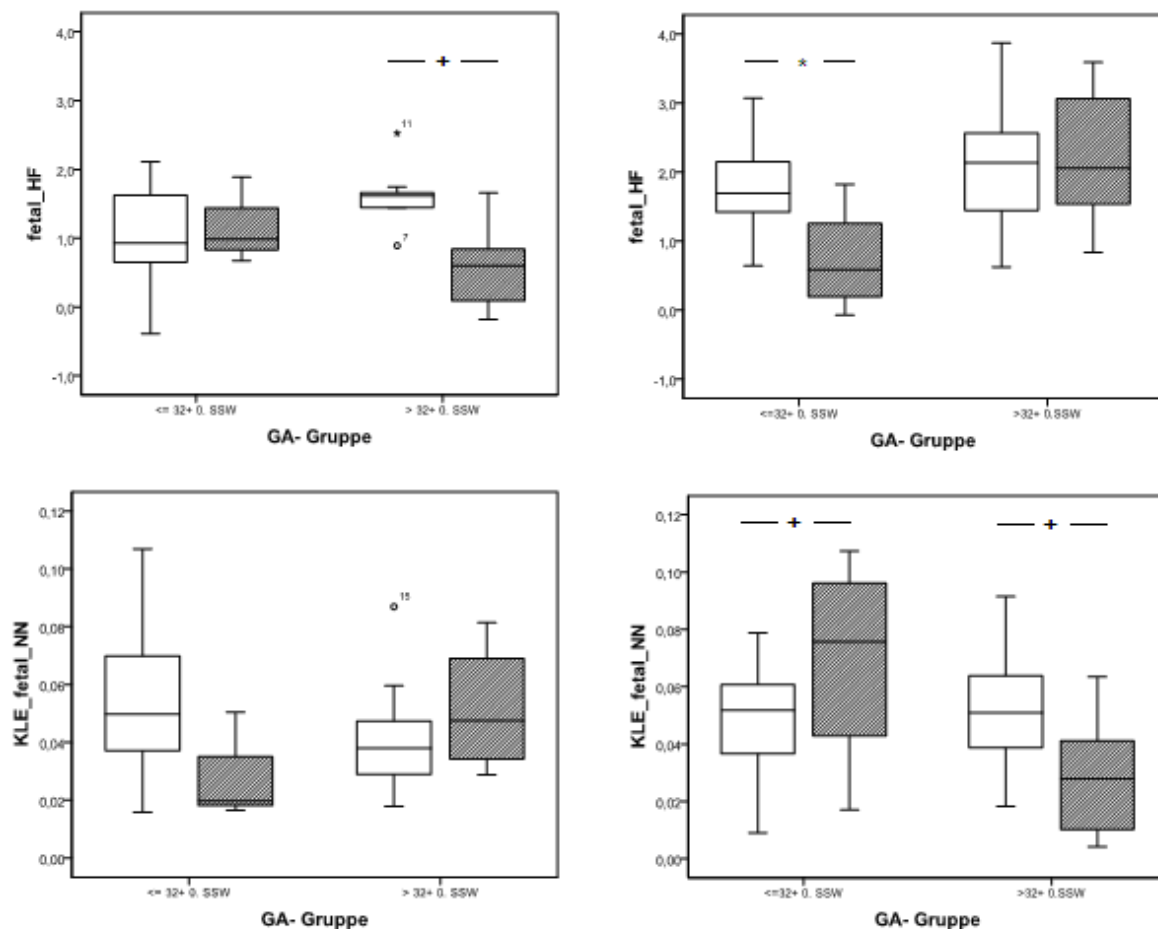 4,0
3,0
2,0
1,0
0,0
-1,0
fetal_HF
+
*11
o7
<= 32+ 0. SSW
> 32+ 0. SSW
GA- Gruppe
4,0
3,0
2,0
1,0
0,0
-1,0
fetal_HF
*
<=32+ 0. SSW
>32+ 0.SSW
GA- Gruppe
0,12
0,10
0,08
0,06
0,04
0,02
0,00
KLE_fetal_NN
o15
<= 32+ 0. SSW
> 32+ 0. SSW
GA- Gruppe
0,12
0,10
0,08
0,06
0,04
0,02
0,00
KLE_fetal_NN
+
+
<=32+ 0. SSW
>32+ 0.SSW
GA- Gruppe